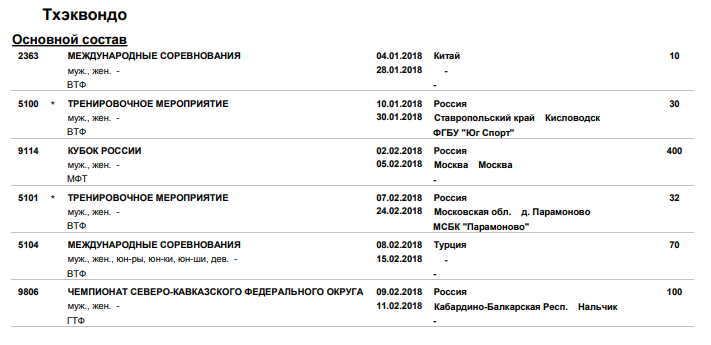 Тхэквондо
Основной состав
2363 МЕЖДУНАРОДНЫЕ СОРЕВНОВАНИЯ 04.01.2018 Китай 10
муж., жен. - 28.01.2018 -
ВТФ -
5100 * ТРЕНИРОВОЧНОЕ МЕРОПРИЯТИЕ 10.01.2018 Россия 30
муж., жен. - 30.01.2018 Ставропольский край Кисловодск
ВТФ ФГБУ "Юг Спорт"
9114 КУБОК РОССИИ 02.02.2018 Россия 400
муж., жен. - 05.02.2018 Москва Москва
МФТ -
5101 * ТРЕНИРОВОЧНОЕ МЕРОПРИЯТИЕ 07.02.2018 Россия 32
муж., жен. - 24.02.2018 Московская обл. д. Парамоново
ВТФ МСБК "Парамоново"
5104 МЕЖДУНАРОДНЫЕ СОРЕВНОВАНИЯ 08.02.2018 Турция 70
муж., жен., юн-ры, юн-ки, юн-ши, дев. - 15.02.2018 -
ВТФ -
9806 ЧЕМПИОНАТ СЕВЕРО-КАВКАЗСКОГО ФЕДЕРАЛЬНОГО ОКРУГА 09.02.2018 Россия 100
муж., жен. - 11.02.2018 Кабардино-Балкарская Респ. Нальчик
ГТФ -